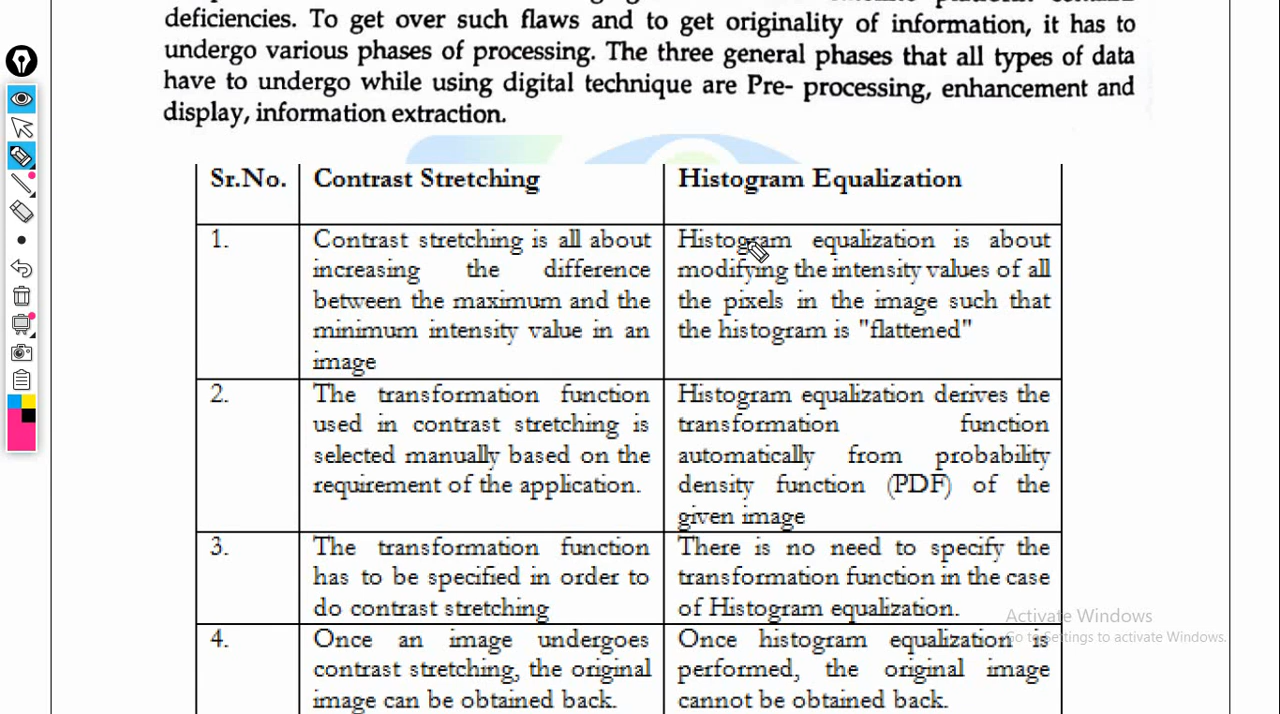 deficiencies. To get over such flaws and to get originality of information, it has to
undergo various phases of processing. The three general phases that all types of data
have to undergo while using digital technique are Pre- processing, enhancement and
display, information extraction.
Sr.No. Contrast Stretching Histogram Equalization
1. Contrast stretching is all about
increasing the difference
between the maximum and the
minimum intensity value in an
image
Histogram equalization is about
modifying the intensity values of all
the pixels in the image such that
the histogram is "flattened"
2. The transformation function
used in contrast stretching is
selected manually based on the
requirement of the application.
Histogram equalization derives the
transformation function
automatically from probability
density function (PDF) of the
given image
3. The transformation function
has to be specified in order to
do contrast stretching
There is no need to specify the
transformation function in the case
of Histogram equalization.
4. Once an image undergoes
contrast stretching, the original
image can be obtained back.
Once histogram equalization is
performed, the original image
cannot be obtained back.
Activate Windows
Go to Settings to activate Windows.